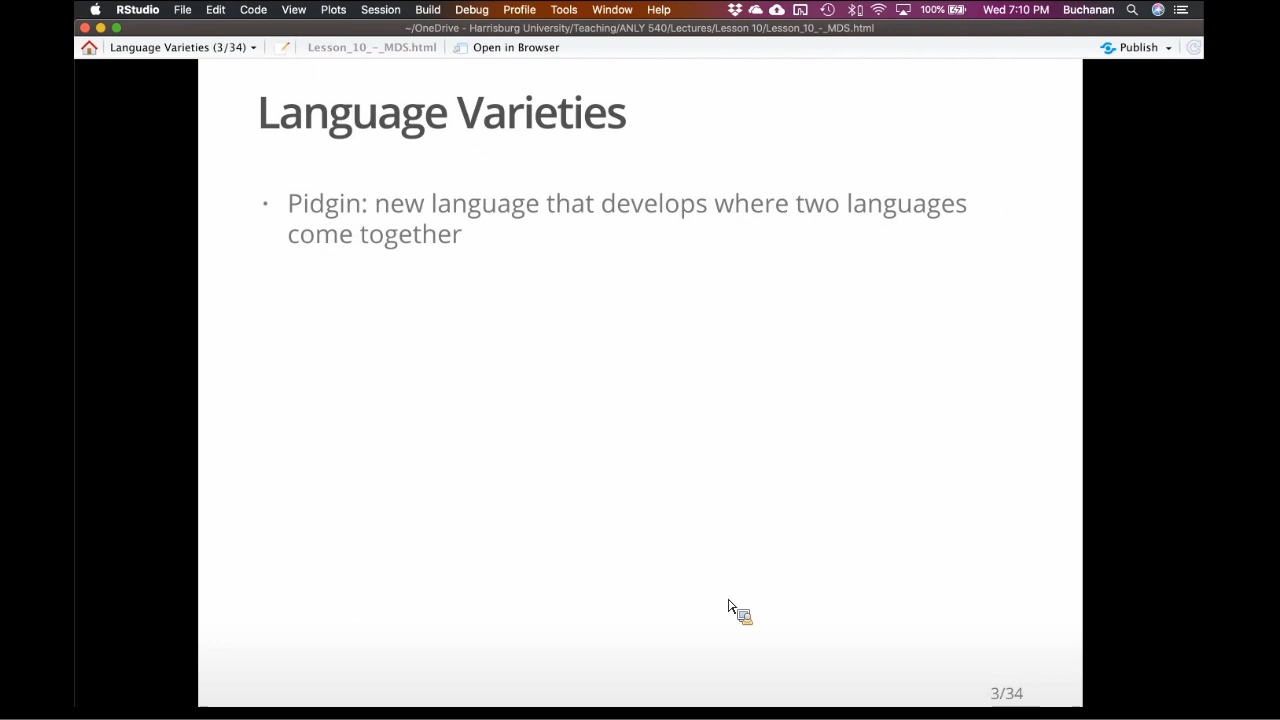 RStudio File Edit Code View Plots Session Build Debug Profile Tools Window Help 100% Wed 7:10 PM Buchanan
~/OneDrive - Harrisburg University/Teaching/ANLY 540/Lectures/Lesson 10/Lesson_10_-_MDS.html
Language Varieties (3/34) Lesson_10_-_MDS.html Open in Browser Publish
Language Varieties
• Pidgin: new language that develops where two languages
come together
3/34